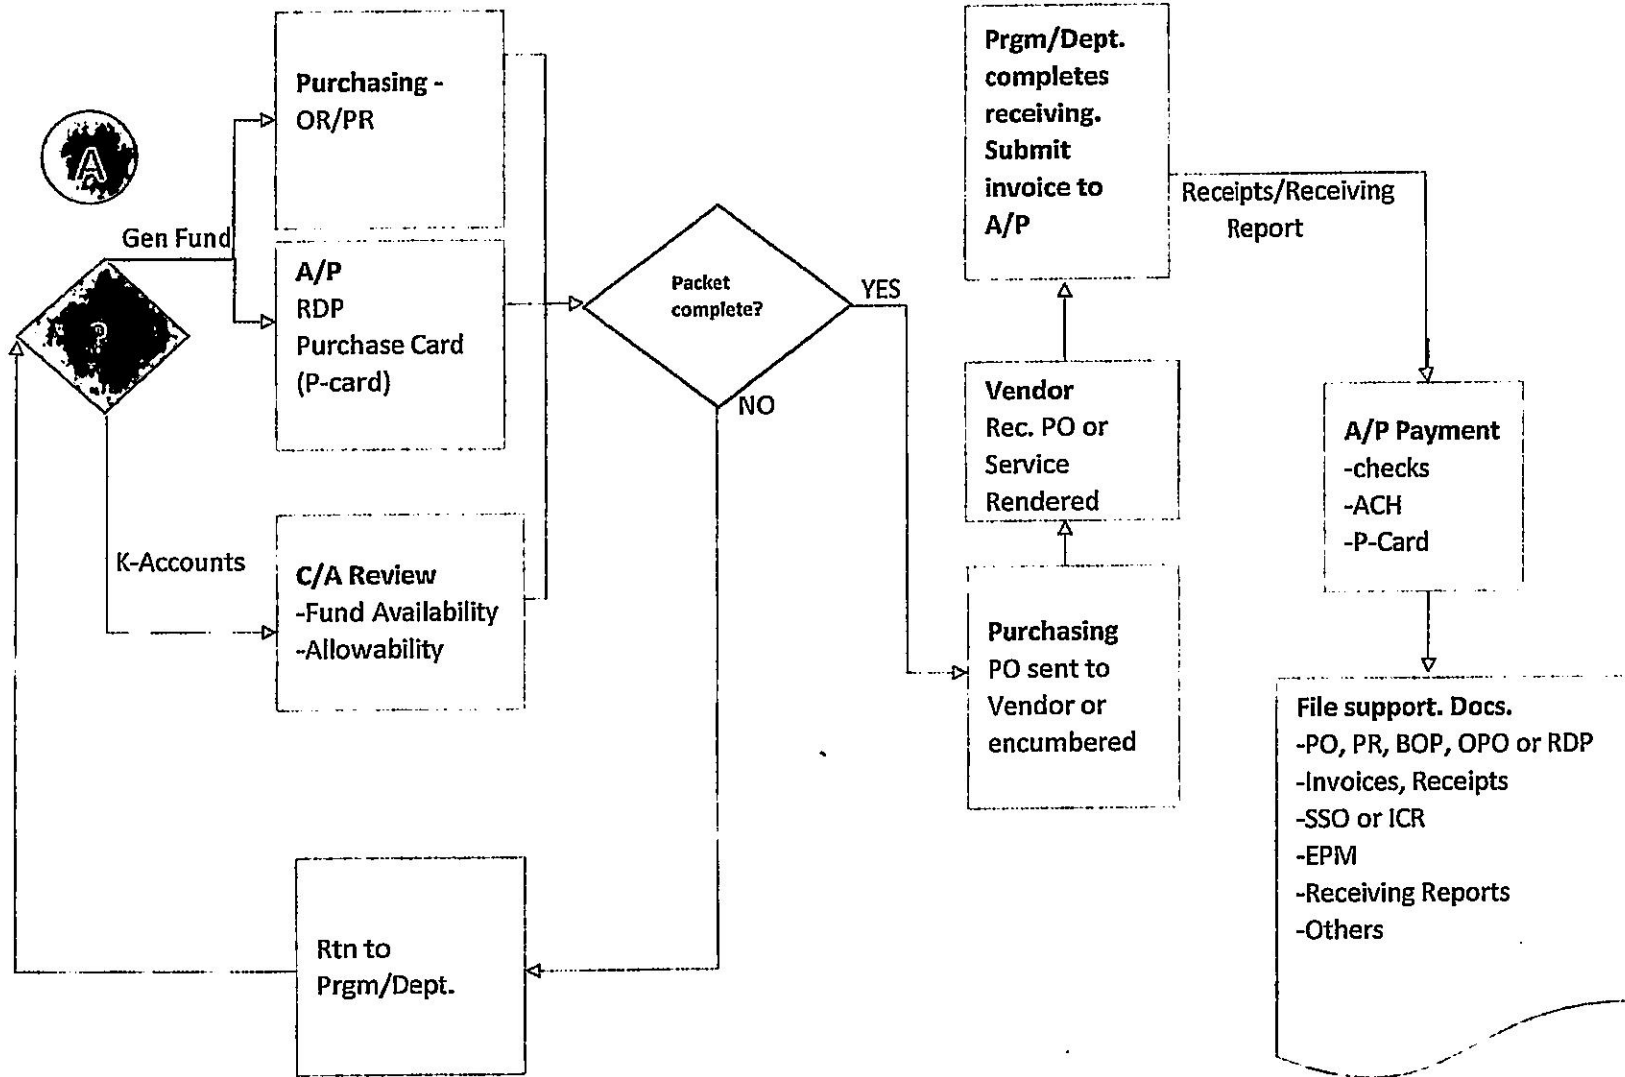 A
Gen Fund
?
K-Accounts
Purchasing -
OR/PR
A/P
RDP
Purchase Card
(P-card)
C/A Review
-Fund Availability
-Allowability
Rtn to
Prgm/Dept.
Packet
complete?
YES
NO
Prgm/Dept.
completes
receiving.
Submit
invoice to
A/P
Vendor
Rec. PO or
Service
Rendered
Purchasing
PO sent to
Vendor or
encumbered
Receipts/Receiving
Report
A/P Payment
-checks
-ACH
-P-Card
File support. Docs.
-PO, PR, BOP, OPO or RDP
-Invoices, Receipts
-SSO or ICR
-EPM
-Receiving Reports
-Others